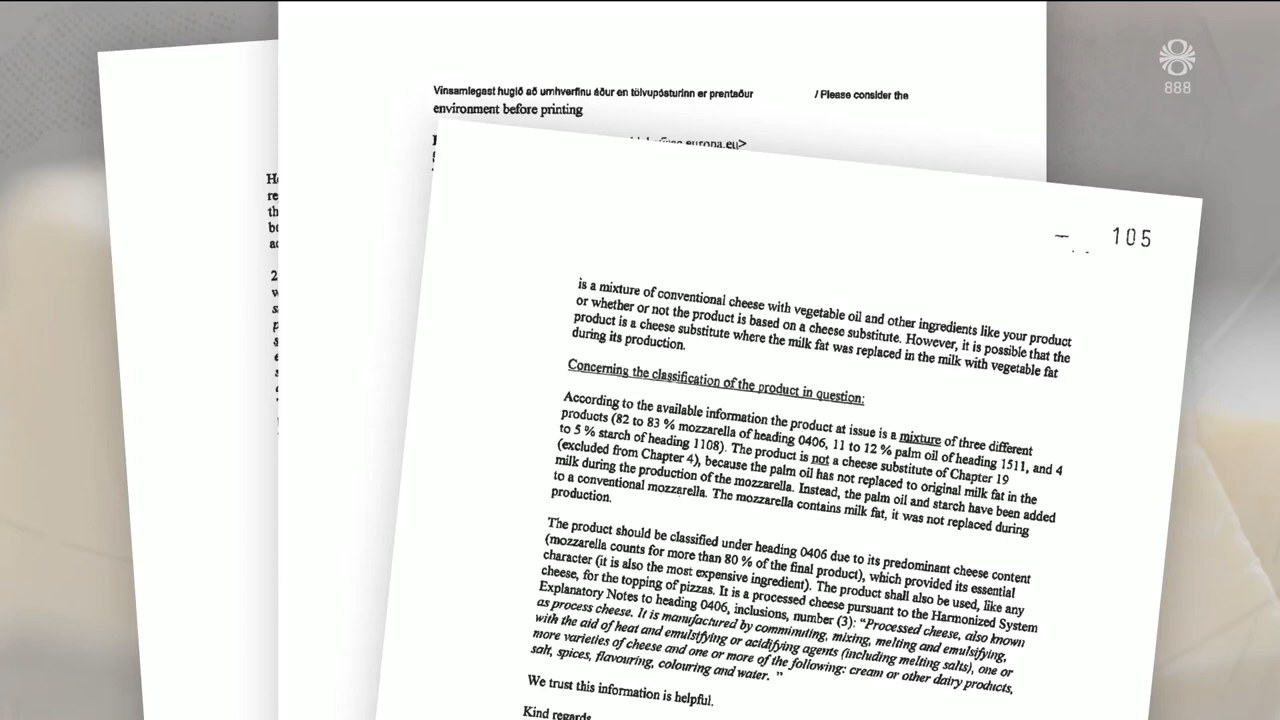 888
Vinsamlegast hugið að umhverfinu áður en tölvupósturinn er prentaður / Please consider the
environment before printing
europa.eu>
105
is a mixture of conventional cheese with vegetable oil and other ingredients like your product
or whether or not the product is based on a cheese substitute. However, it is possible that the
product is a cheese substitute where the milk fat was replaced in the milk with vegetable fat
during its production.
Concerning the classification of the product in question:
According to the available information the product at issue is a mixture of three different
products (82 to 83 % mozzarella of heading 0406, 11 to 12 % palm oil of heading 1511, and 4
to 5 % starch of heading 1108). The product is not a cheese substitute of Chapter 19
(excluded from Chapter 4), because the palm oil has not replaced to original milk fat in the
milk during the production of the mozzarella. Instead, the palm oil and starch have been added
to a conventional mozzarella. The mozzarella contains milk fat, it was not replaced during
production.
The product should be classified under heading 0406 due to its predominant cheese content
(mozzarella counts for more than 80 % of the final product), which provided its essential
character (it is also the most expensive ingredient). The product shall also be used, like any
cheese, for the topping of pizzas. It is a processed cheese pursuant to the Harmonized System
Explanatory Notes to heading 0406, inclusions, number (3): “Processed cheese, also known
as process cheese. It is manufactured by comminuting, mixing, melting and emulsifying,
with the aid of heat and emulsifying or acidifying agents (including melting salts), one or
more varieties of cheese and one or more of the following: cream or other dairy products,
salt, spices, flavouring, colouring and water. ”
We trust this information is helpful.
Kind regards